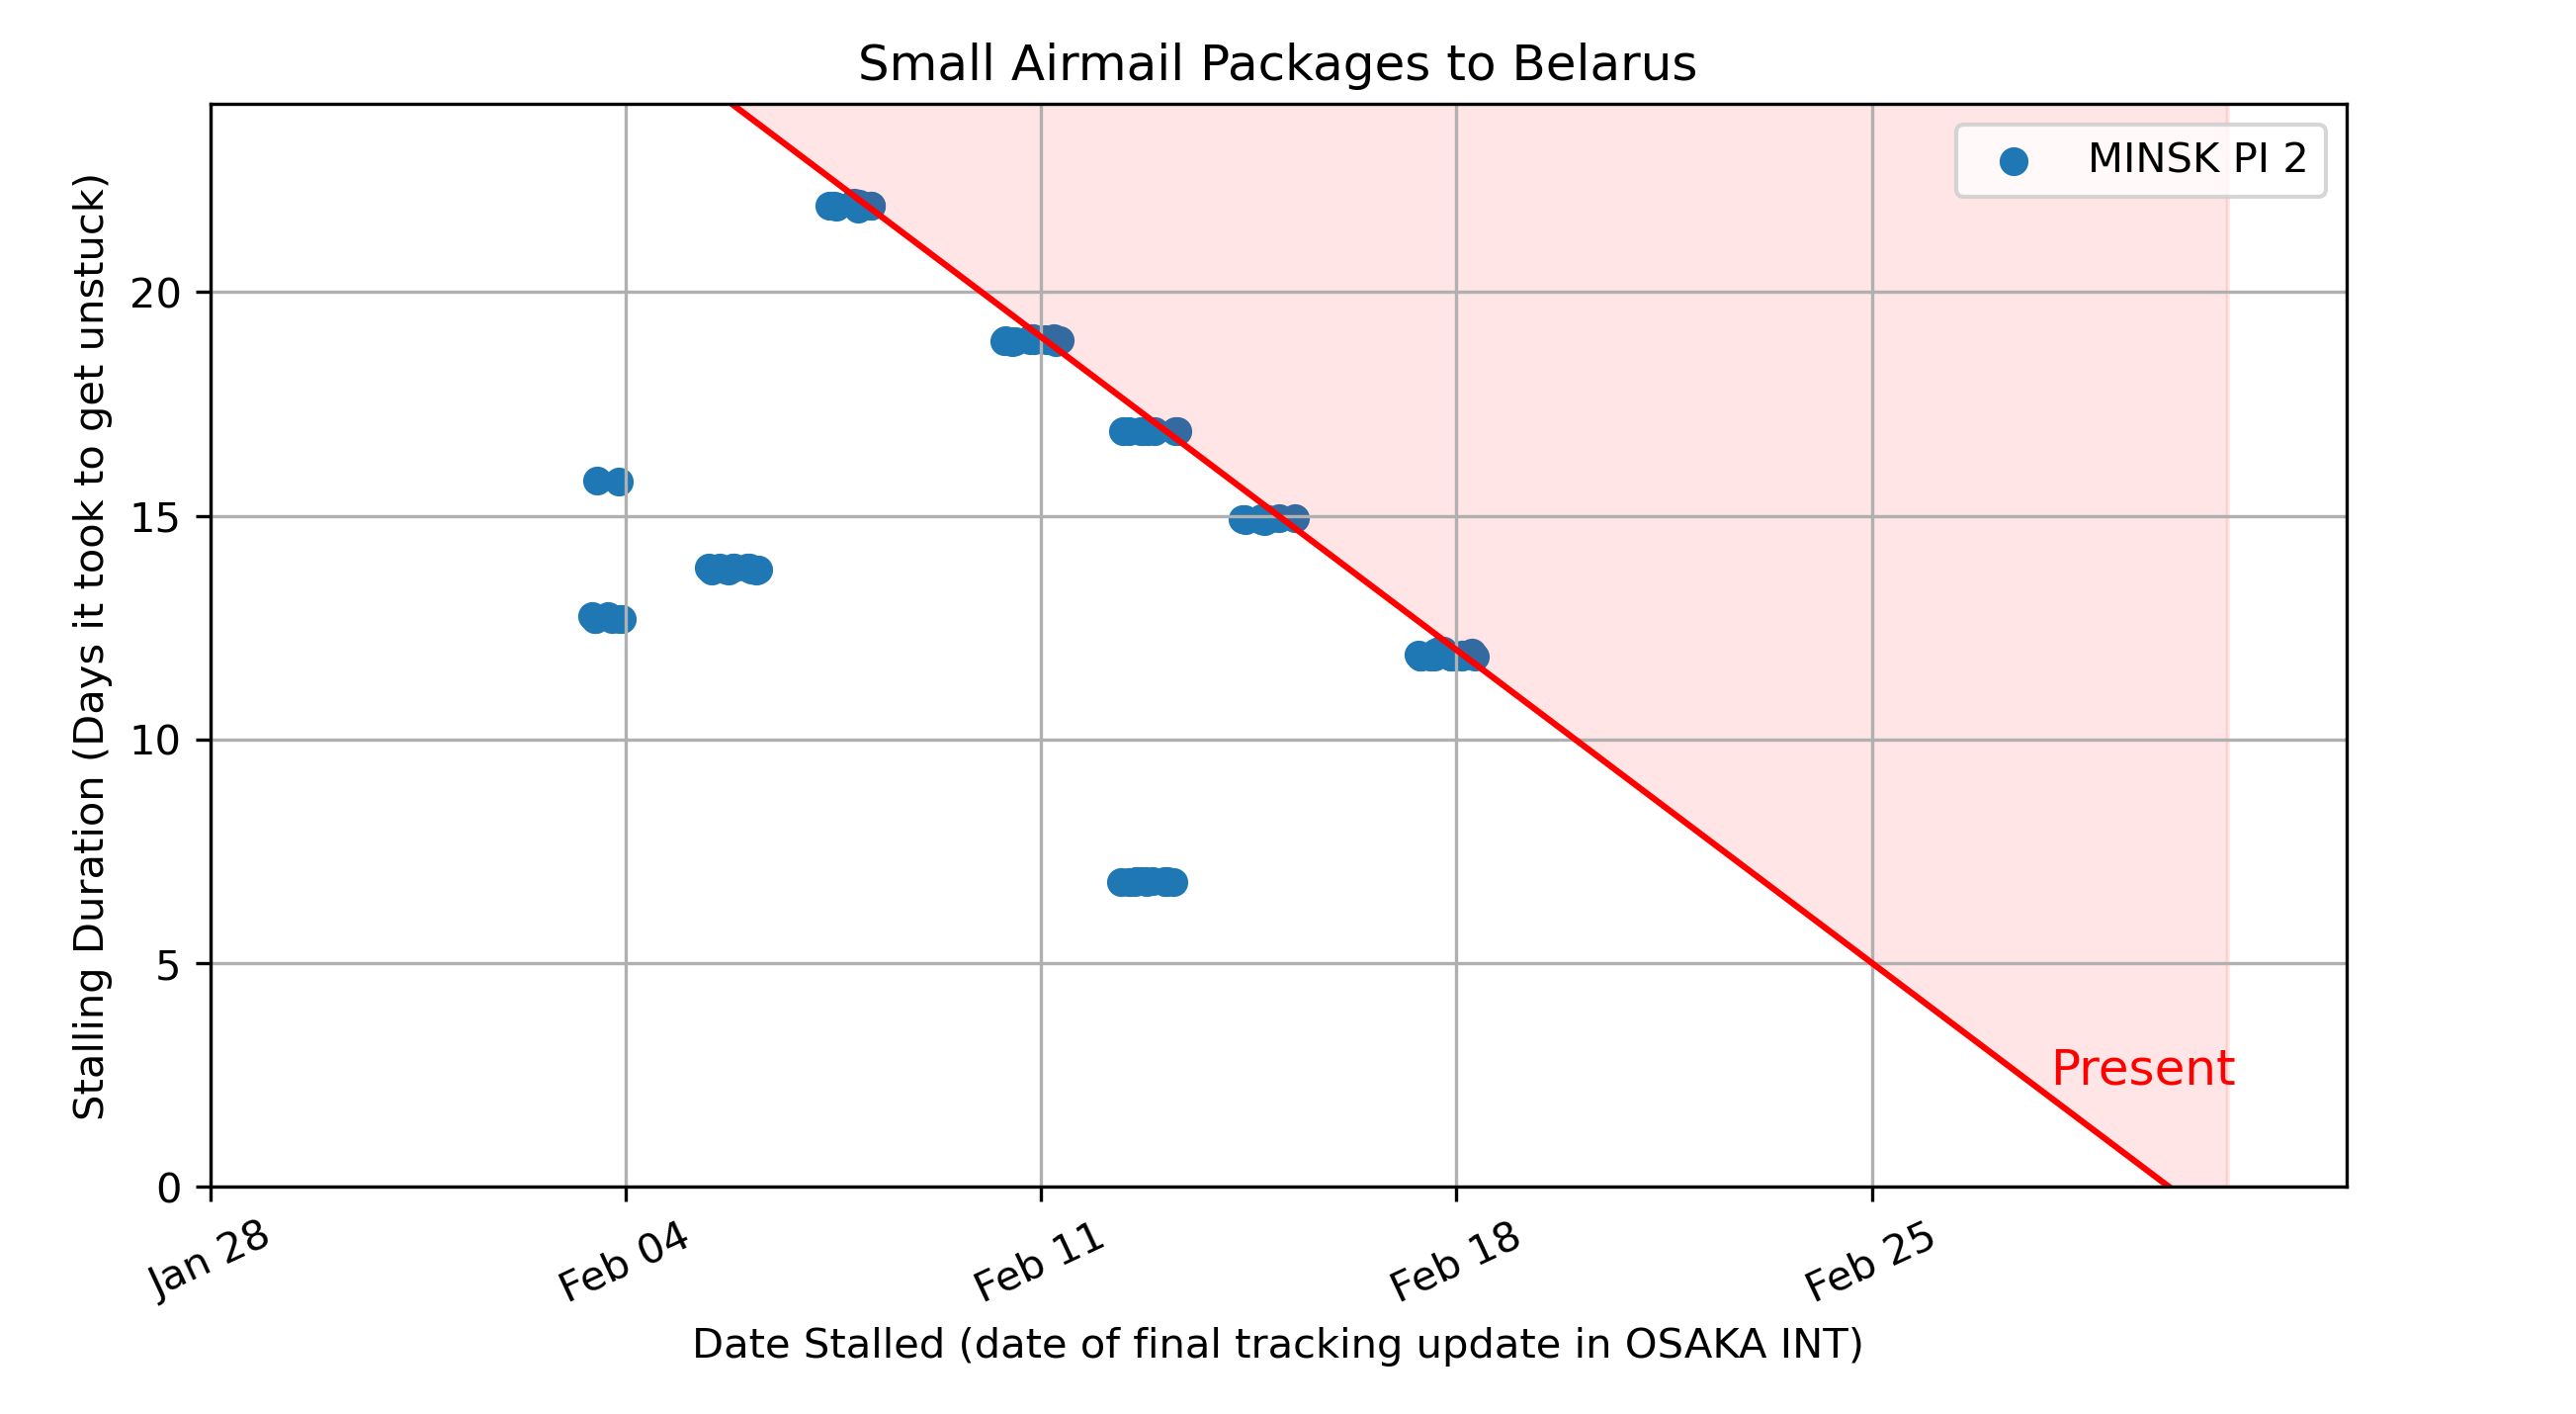 Small Airmail Packages to Belarus
MINSK PI 2
Stalling Duration (Days it took to get unstuck)
20
15
10
5
0
Present
Jan 28
Feb 04
Feb 11
Feb 18
Feb 25
Date Stalled (date of final tracking update in OSAKA INT)